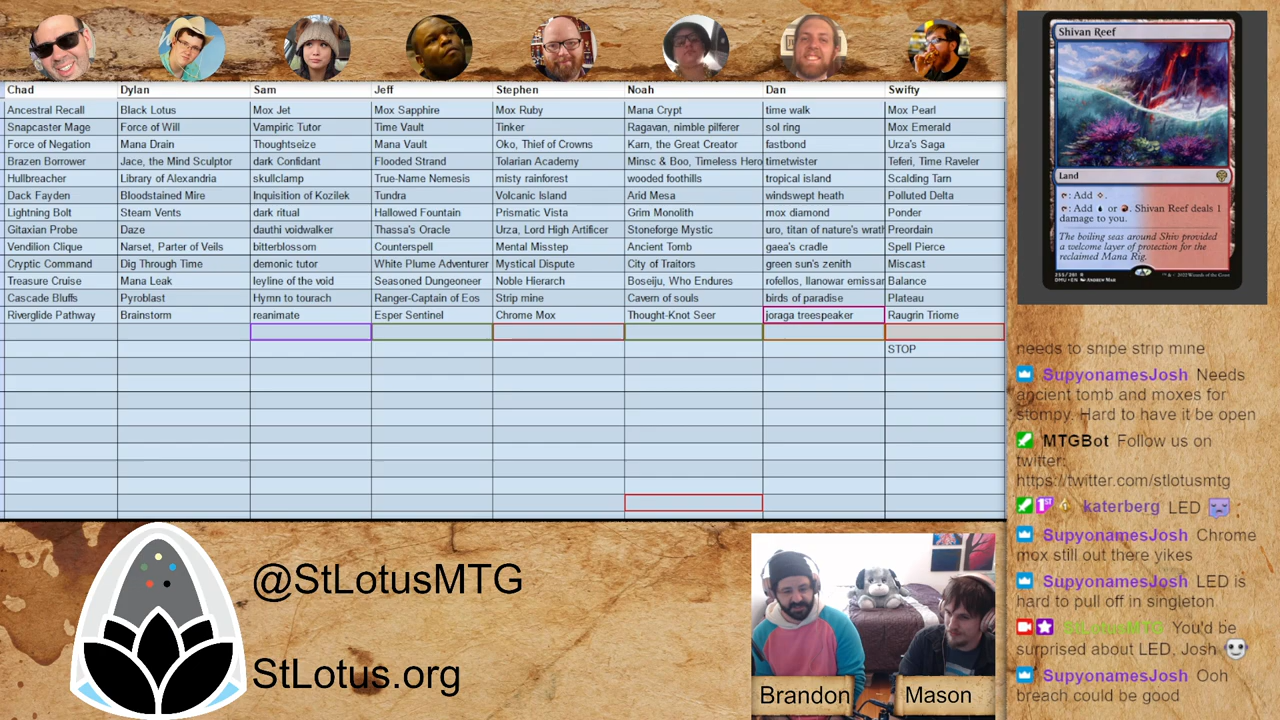 Chad Dylan Sam Jeff Stephen Noah Dan Swifty
Ancestral Recall Black Lotus Mox Jet Mox Sapphire Mox Ruby Mana Crypt time walk Mox Pearl
Snapcaster Mage Force of Will Vampiric Tutor Time Vault Tinker Ragavan, nimble pilferer sol ring Mox Emerald
Force of Negation Mana Drain Thoughtseize Mana Vault Oko, Thief of Crowns Karn, the Great Creator fastbond Urza's Saga
Brazen Borrower Jace, the Mind Sculptor dark Confidant Flooded Strand Tolarian Academy Minsc & Boo, Timeless Hero timetwister Teferi, Time Raveler
Hullbreacher Library of Alexandria skullclamp True-Name Nemesis misty rainforest wooded foothills tropical island Scalding Tarn
Dack Fayden Bloodstained Mire Inquisition of Kozilek Tundra Volcanic Island Arid Mesa windswept heath Polluted Delta
Lightning Bolt Steam Vents dark ritual Hallowed Fountain Prismatic Vista Grim Monolith mox diamond Ponder
Gitaxian Probe Daze dauthi voidwalker Thassa's Oracle Urza, Lord High Artificer Stoneforge Mystic uro, titan of nature's wrath Preordain
Vendilion Clique Narset, Parter of Veils bitterblossom Counterspell Mental Misstep Ancient Tomb gaea's cradle Spell Pierce
Cryptic Command Dig Through Time demonic tutor White Plume Adventurer Mystical Dispute City of Traitors green sun's zenith Miscast
Treasure Cruise Mana Leak leyline of the void Seasoned Dungeoneer Noble Hierarch Boseiju, Who Endures rofellos, llanowar emissar Balance
Cascade Bluffs Pyroblast Hymn to tourach Ranger-Captain of Eos Strip mine Cavern of souls birds of paradise Plateau
Riverglide Pathway Brainstorm reanimate Esper Sentinel Chrome Mox Thought-Knot Seer joraga treespeaker Raugrin Triome
STOP
@StLotusMTG
StLotus.org
Brandon
Mason
Shivan Reef
Land
: Add
: Add or . Shivan Reef deals 1
damage to you.
The boiling seas around Shiv provided
a welcome layer of protection for the
reclaimed Mana Rig.
needs to snipe strip mine
SupyonamesJosh Needs
ancient tomb and moxes for
stompy. Hard to have it be open
MTGBot Follow us on
twitter:
https://twitter.com/stlotusmtg
katerberg LED
SupyonamesJosh Chrome
mox still out there yikes
SupyonamesJosh LED is
hard to pull off in singleton
StLotusMTG You'd be
surprised about LED, Josh
SupyonamesJosh Ooh
breach could be good